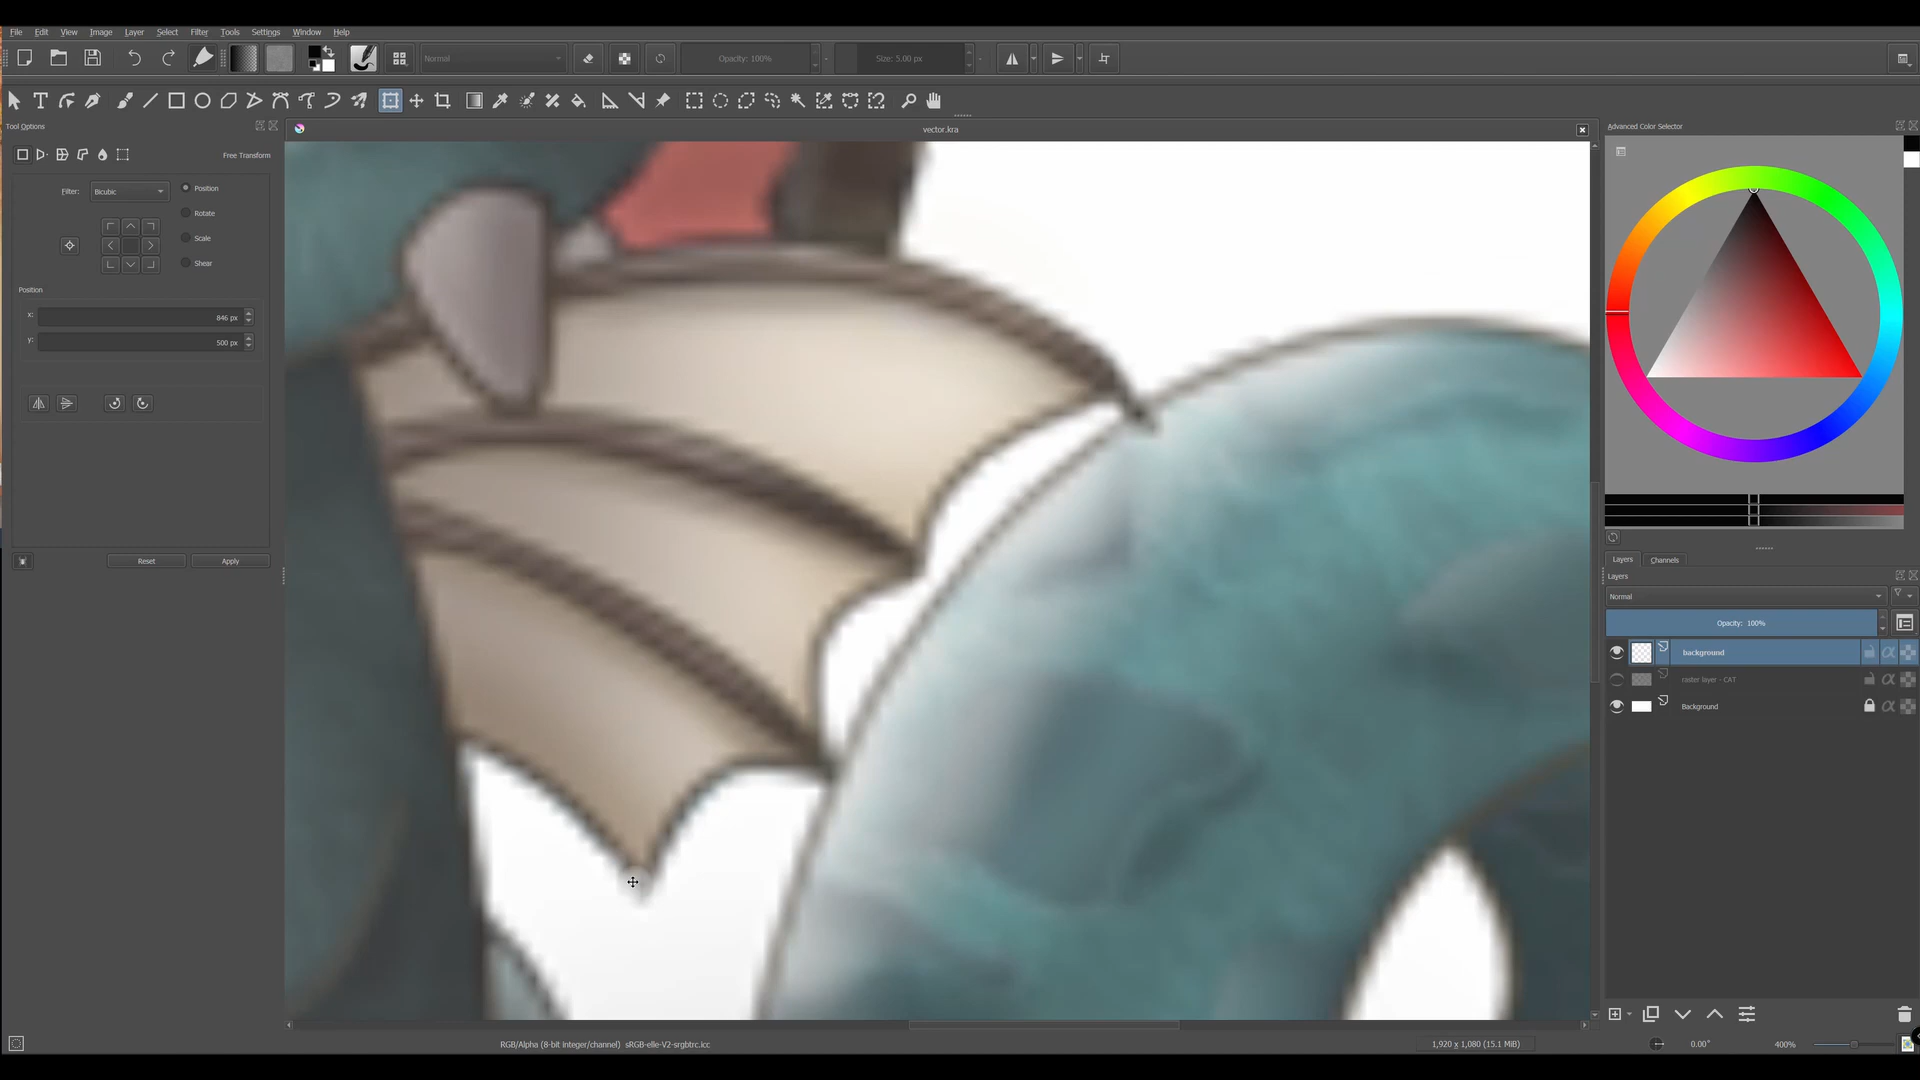 File Edit View Image Layer Select Filter Tools Settings Window Help
Normal
Opacity: 100%
Size: 5.00 px
Tool Options
vector.kra
Advanced Color Selector
Free Transform
Filter: Bicubic
Position
Rotate
Scale
Shear
Position
x: 846 px
y: 500 px
Reset
Apply
Layers Channels
Layers
Normal
Opacity: 100%
background
raster layer - CAT
Background
RGB/Alpha (8-bit integer/channel) sRGB-elle-V2-srgbtrc.icc
1,920 x 1,080 (15.1 MiB)
0.00°
400%